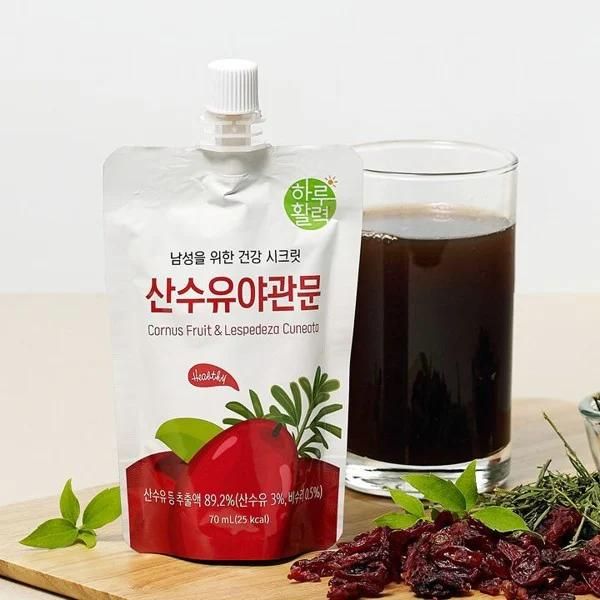 하루
활력
남성을 위한 건강 시크릿
산수유야관문
Cornus Fruit & Lespedeza Cuneata
Healthy
산수유 등 추출액 89.2%(산수유 3%, 비수리 0.5%)
70 mL(25 kcal)